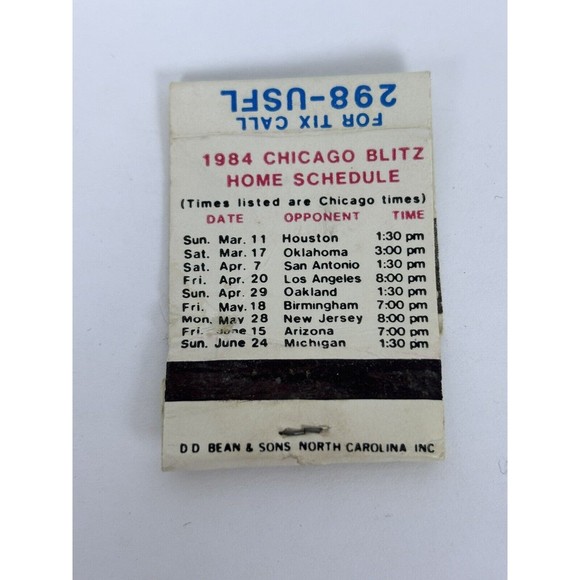 298-USFL
FOR TIX CALL
1984 CHICAGO BLITZ
HOME SCHEDULE
(Times listed are Chicago times)
DATE OPPONENT TIME
Sun. Mar. 11 Houston 1:30 pm
Sat. Mar. 17 Oklahoma 3:00 pm
Sat. Apr. 7 San Antonio 1:30 pm
Fri. Apr. 20 Los Angeles 8:00 pm
Sun. Apr. 29 Oakland 1:30 pm
Fri. May. 18 Birmingham 7:00 pm
Mon. May 28 New Jersey 8:00 pm
Fri. June 15 Arizona 7:00 pm
Sun. June 24 Michigan 1:30 pm
D D BEAN & SONS NORTH CAROLINA INC